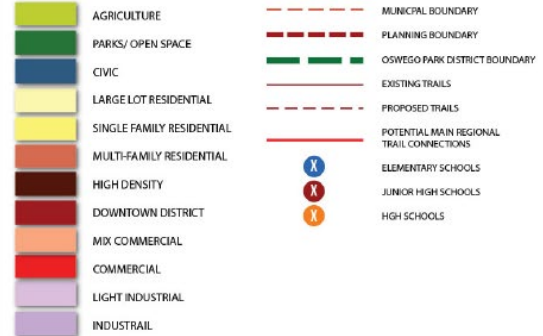 AGRICULTURE
PARKS/ OPEN SPACE
CIVIC
LARGE LOT RESIDENTIAL
SINGLE FAMILY RESIDENTIAL
MULTI-FAMILY RESIDENTIAL
HIGH DENSITY
DOWNTOWN DISTRICT
MIX COMMERCIAL
COMMERCIAL
LIGHT INDUSTRIAL
INDUSTRAIL
MUNICPAL BOUNDARY
PLANNING BOUNDARY
OSWEGO PARK DISTRICT BOUNDARY
EXISTING TRAILS
PROPOSED TRAILS
POTENTIAL MAIN REGIONAL
TRAIL CONNECTIONS
X ELEMENTARY SCHOOLS
X JUNIOR HIGH SCHOOLS
X HGH SCHOOLS